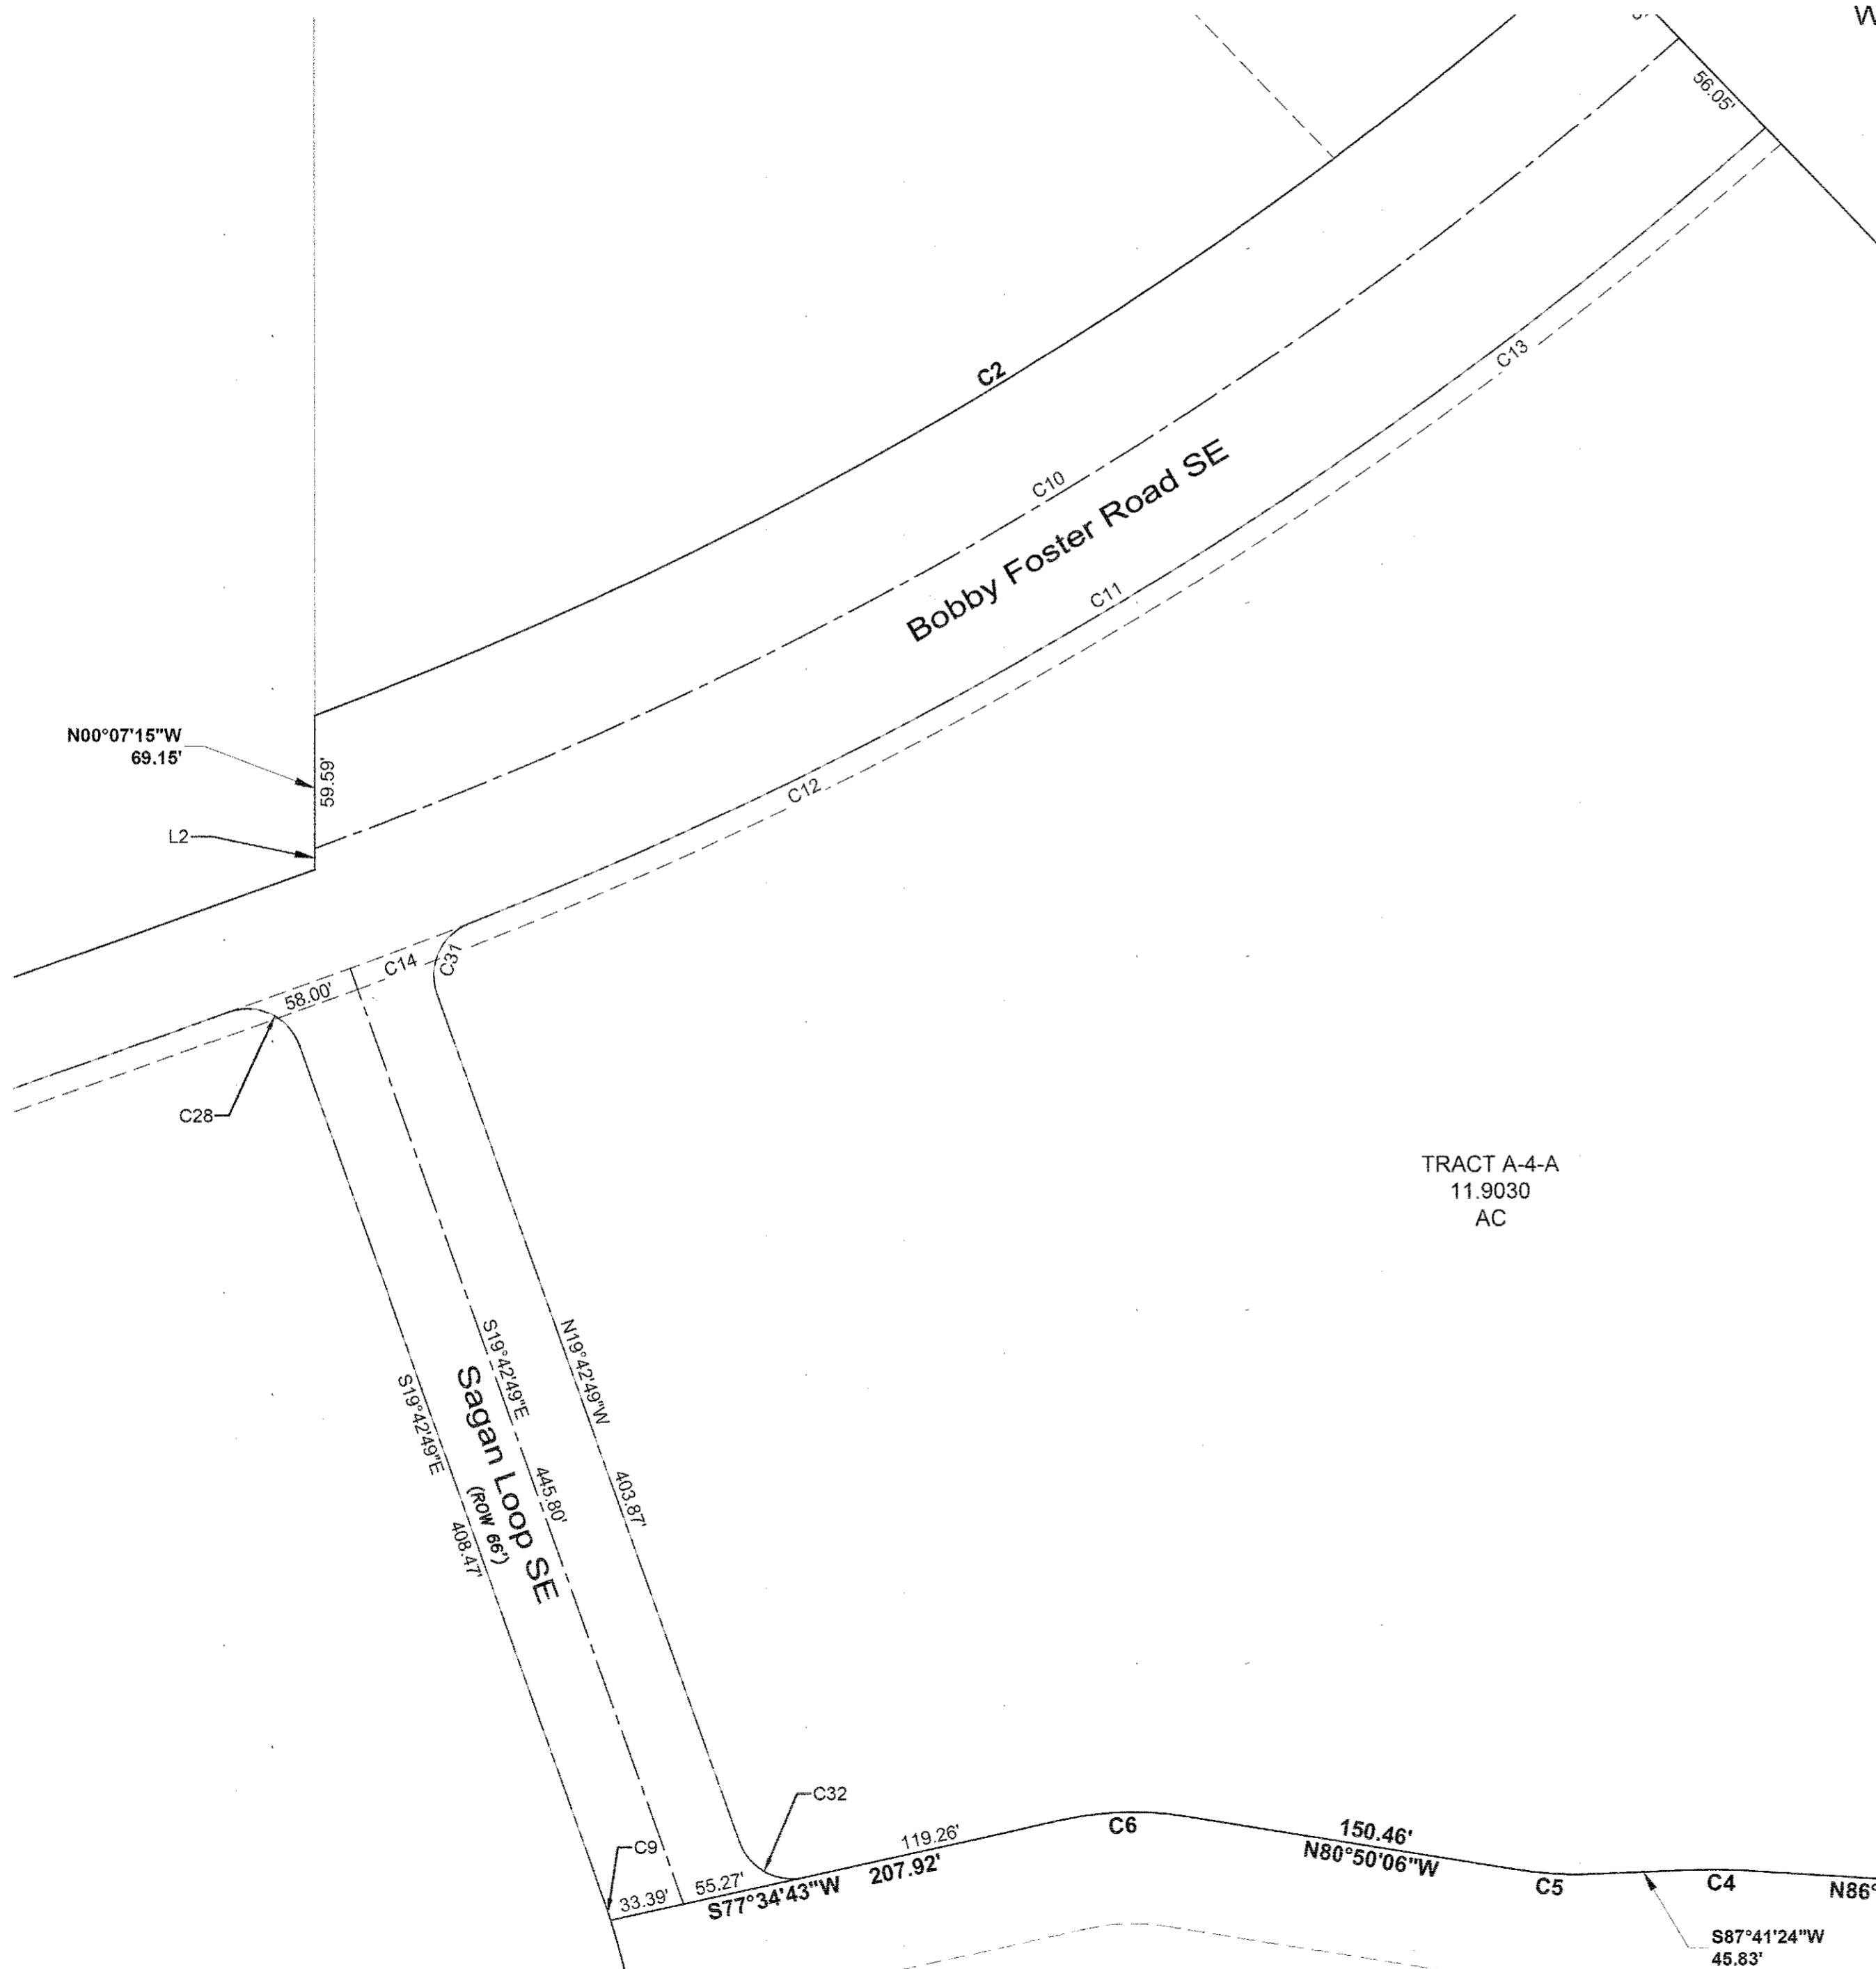 W
56.05'
C2
C13
C10
Bobby Foster Road SE
C11
N00°07'15"W
69.15'
59.59'
C12
L2
C31
C14
58.00'
C28
TRACT A-4-A
11.9030
AC
S19°42'49"E
N19°42'49"W
S19°42'49"E
Sagan Loop SE
(ROW 66')
445.80'
403.87'
408.47'
C32
C6
150.46'
N80°50'06"W
119.26'
207.92'
C9
55.27'
33.39'
S77°34'43"W
C5
C4
N86°
S87°41'24"W
45.83'